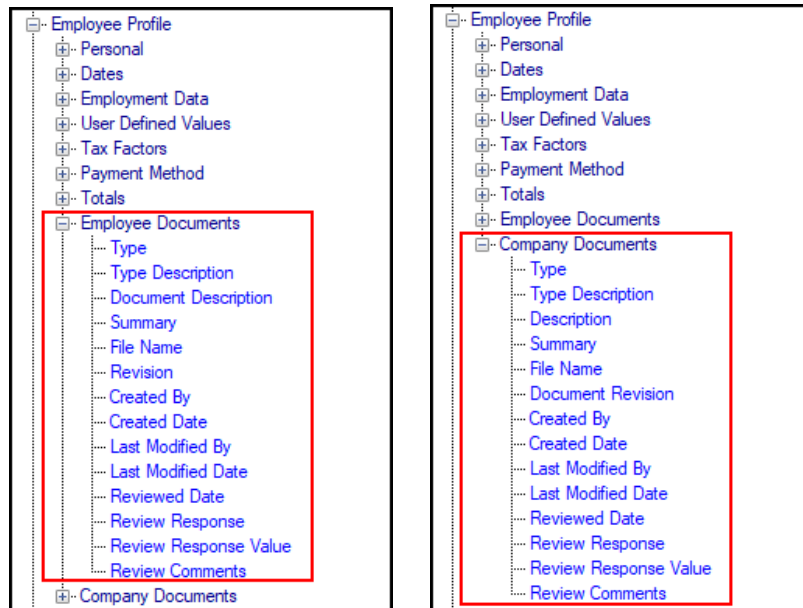 Employee Profile
Personal
Dates
Employment Data
User Defined Values
Tax Factors
Payment Method
Totals
Employee Documents
Type
Type Description
Document Description
Summary
File Name
Revision
Created By
Created Date
Last Modified By
Last Modified Date
Reviewed Date
Review Response
Review Response Value
Review Comments
Company Documents
Employee Profile
Personal
Dates
Employment Data
User Defined Values
Tax Factors
Payment Method
Totals
Employee Documents
Company Documents
Type
Type Description
Description
Summary
File Name
Document Revision
Created By
Created Date
Last Modified By
Last Modified Date
Reviewed Date
Review Response
Review Response Value
Review Comments